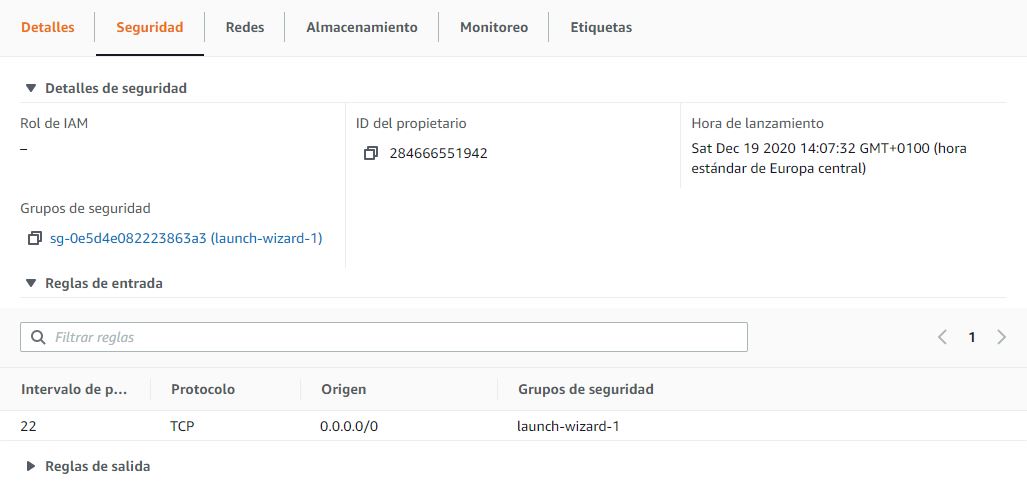 Detalles Seguridad Redes Almacenamiento Monitoreo Etiquetas
Detalles de seguridad
Rol de IAM
–
ID del propietario
284666551942
Hora de lanzamiento
Sat Dec 19 2020 14:07:32 GMT+0100 (hora
estándar de Europa central)
Grupos de seguridad
sg-0e5d4e082223863a3 (launch-wizard-1)
Reglas de entrada
Filtrar reglas
1
Intervalo de p... Protocolo Origen Grupos de seguridad
22 TCP 0.0.0.0/0 launch-wizard-1
Reglas de salida